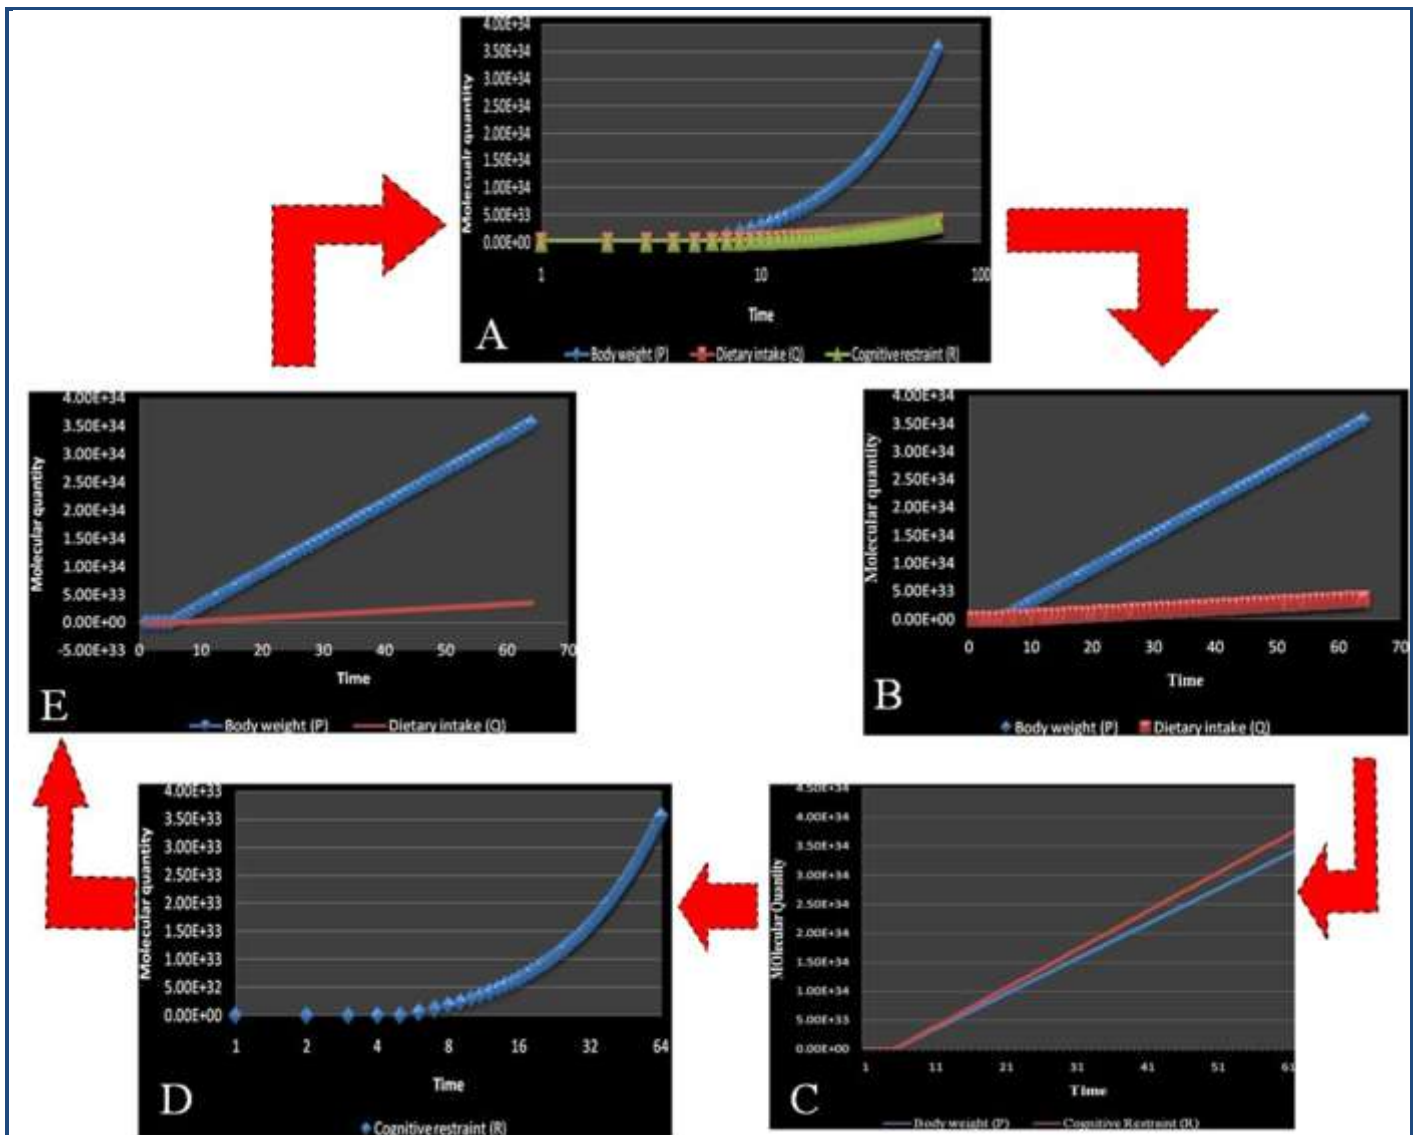 4.00E+34
3.50E+34
3.00E+34
2.50E+34
2.00E+34
1.50E+34
1.00E+34
5.00E+33
0.00E+00
Molecualr quantity
1 10 100
Time
A
Body weight (P) Dietary intake (Q) Cognitive restraint (R)
4.00E+34
3.50E+34
3.00E+34
2.50E+34
2.00E+34
1.50E+34
1.00E+34
5.00E+33
0.00E+00
-5.00E+33
Molecular quantity
0 10 20 30 40 50 60 70
Time
E
Body weight (P) Dietary intake (Q)
4.00E+34
3.50E+34
3.00E+34
2.50E+34
2.00E+34
1.50E+34
1.00E+34
5.00E+33
0.00E+00
Molecular quantity
0 10 20 30 40 50 60 70
Time
B
Body weight (P) Dietary intake (Q)
4.00E+33
3.50E+33
3.00E+33
2.50E+33
2.00E+33
1.50E+33
1.00E+33
5.00E+32
0.00E+00
Molecular quantity
1 2 4 8 16 32 64
Time
D
Cognitive restraint (R)
4.50E+34
4.00E+34
3.50E+34
3.00E+34
2.50E+34
2.00E+34
1.50E+34
1.00E+34
5.00E+33
0.00E+00
MOlecular Quantity
1 11 21 31 41 51 61
Time
C
Body weight (P) Cognitive Restraint (R)